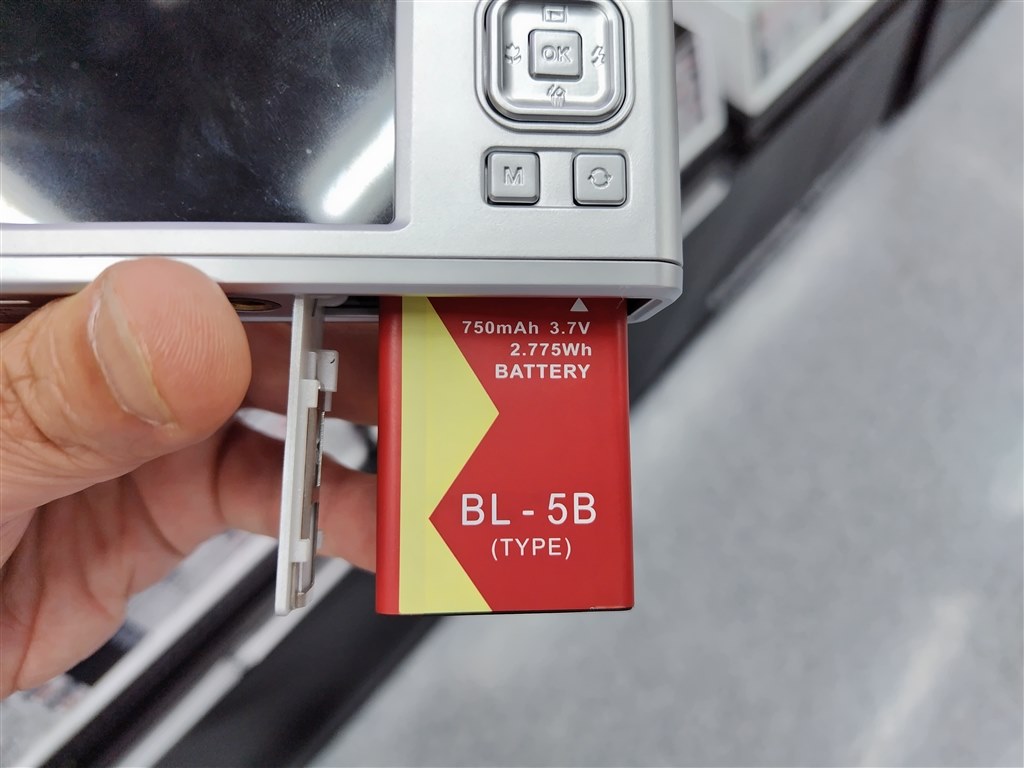 OK
M
750mAh 3.7V
2.775Wh
BATTERY
BL - 5B
(TYPE)